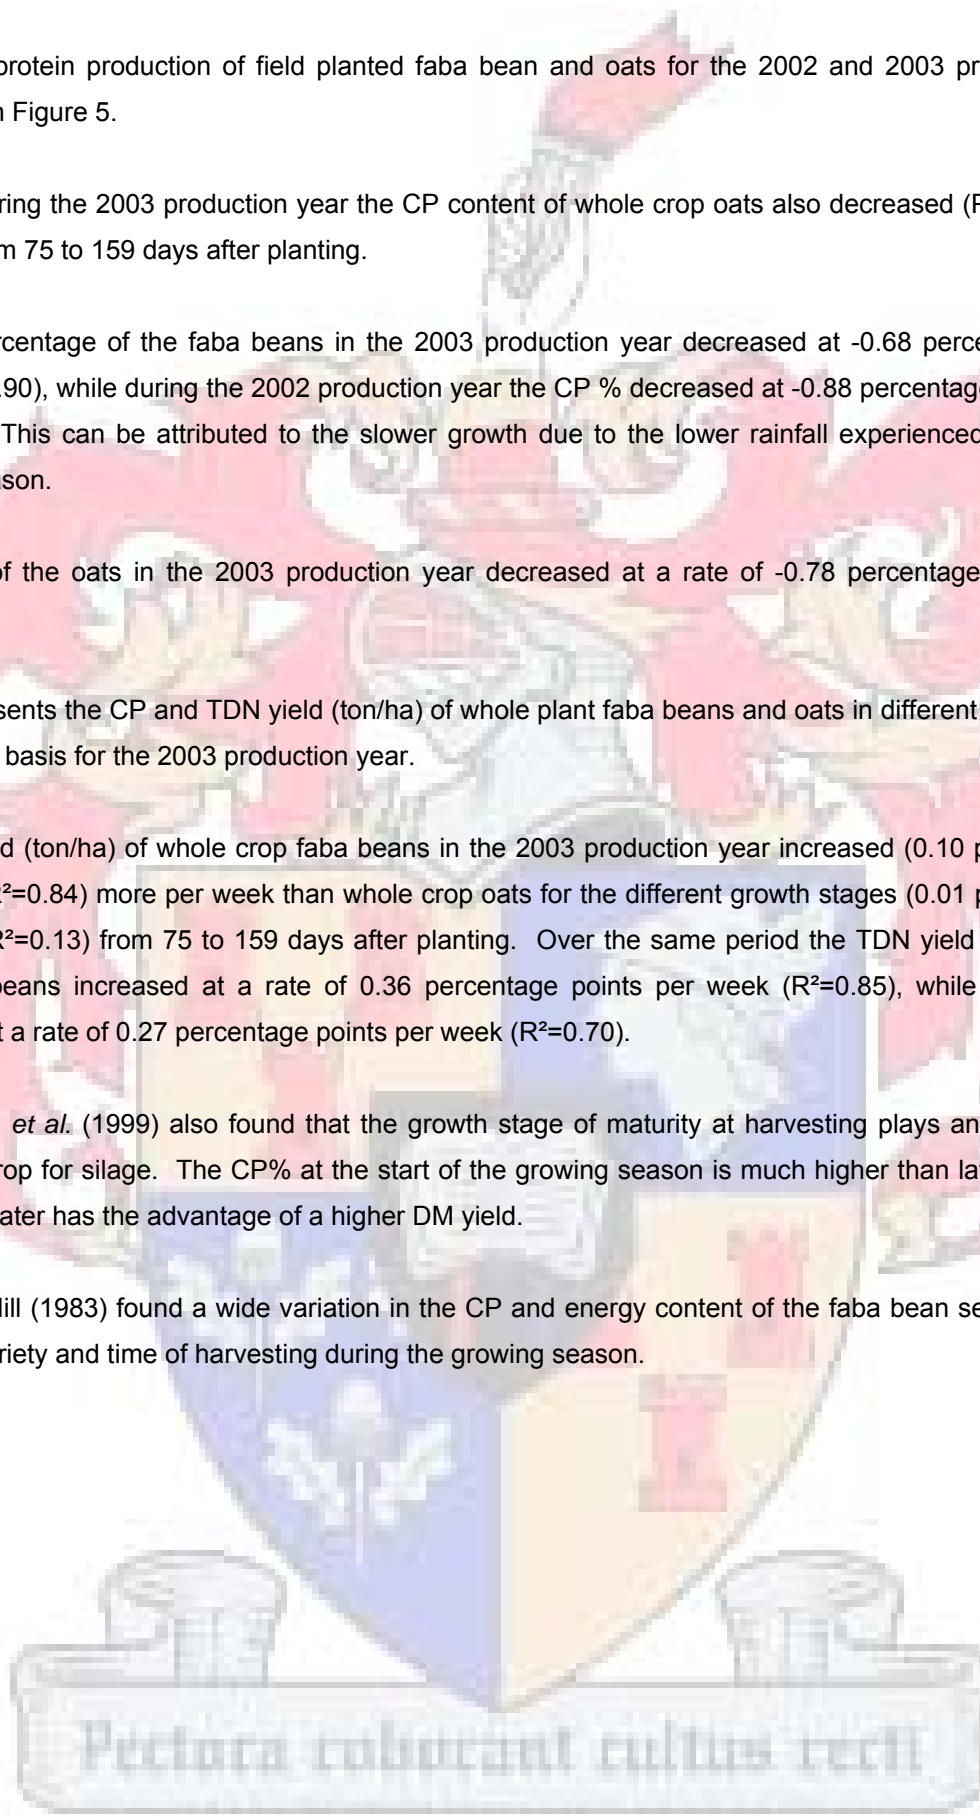 protein production of field planted faba bean and oats for the 2002 and 2003 pr
n Figure 5.
ring the 2003 production year the CP content of whole crop oats also decreased (F
m 75 to 159 days after planting.
rcentage of the faba beans in the 2003 production year decreased at -0.68 perce
.90), while during the 2002 production year the CP % decreased at -0.88 percentag
This can be attributed to the slower growth due to the lower rainfall experienced
ason.
of the oats in the 2003 production year decreased at a rate of -0.78 percentage
sents the CP and TDN yield (ton/ha) of whole plant faba beans and oats in different
basis for the 2003 production year.
d (ton/ha) of whole crop faba beans in the 2003 production year increased (0.10 p
²=0.84) more per week than whole crop oats for the different growth stages (0.01 p
R²=0.13) from 75 to 159 days after planting. Over the same period the TDN yield
beans increased at a rate of 0.36 percentage points per week (R²=0.85), while
t a rate of 0.27 percentage points per week (R²=0.70).
et al. (1999) also found that the growth stage of maturity at harvesting plays an
rop for silage. The CP% at the start of the growing season is much higher than la
ater has the advantage of a higher DM yield.
Hill (1983) found a wide variation in the CP and energy content of the faba bean se
riety and time of harvesting during the growing season.
Pectora roborant cultus recti